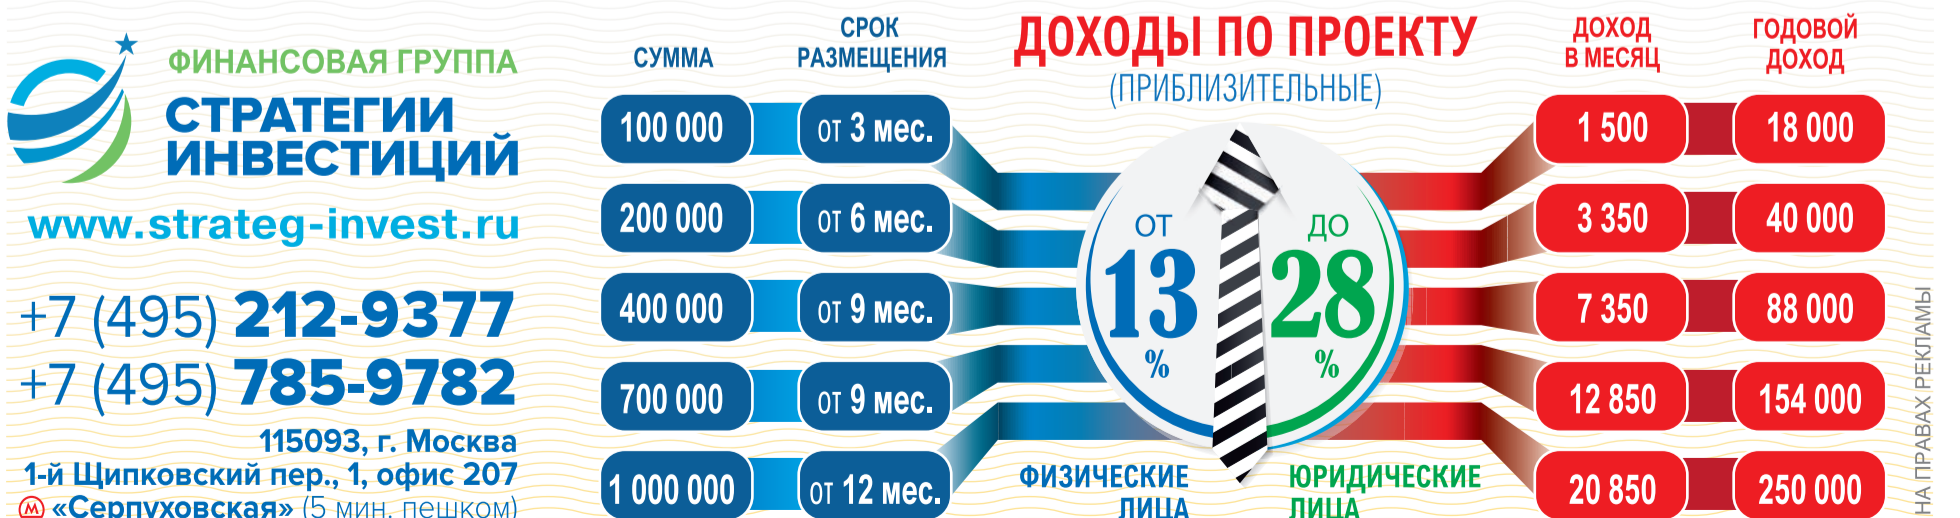 ФИНАНСОВАЯ ГРУППА
СТРАТЕГИИ
ИНВЕСТИЦИЙ
www.strateg-invest.ru
+7 (495) 212-9377
+7 (495) 785-9782
115093, г. Москва
1-й Щипковский пер., 1, офис 207
М «Серпуховская» (5 мин. пешком)
СУММА
СРОК
РАЗМЕЩЕНИЯ
100 000 от 3 мес.
200 000 от 6 мес.
400 000 от 9 мес.
700 000 от 9 мес.
1 000 000 от 12 мес.
ДОХОДЫ ПО ПРОЕКТУ
(ПРИБЛИЗИТЕЛЬНЫЕ)
ОТ
13
%
ДО
28
%
ФИЗИЧЕСКИЕ
ЛИЦА
ЮРИДИЧЕСКИЕ
ЛИЦА
ДОХОД
В МЕСЯЦ
ГОДОВОЙ
ДОХОД
1 500 18 000
3 350 40 000
7 350 88 000
12 850 154 000
20 850 250 000
НА ПРАВАХ РЕКЛАМЫ